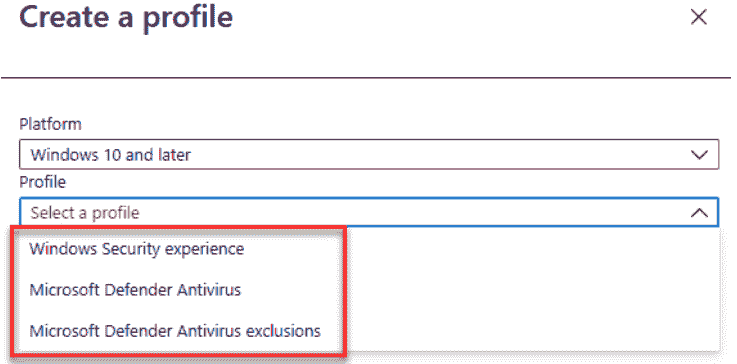 Create a profile
Platform
Windows 10 and later
Profile
Select a profile
Windows Security experience
Microsoft Defender Antivirus
Microsoft Defender Antivirus exclusions